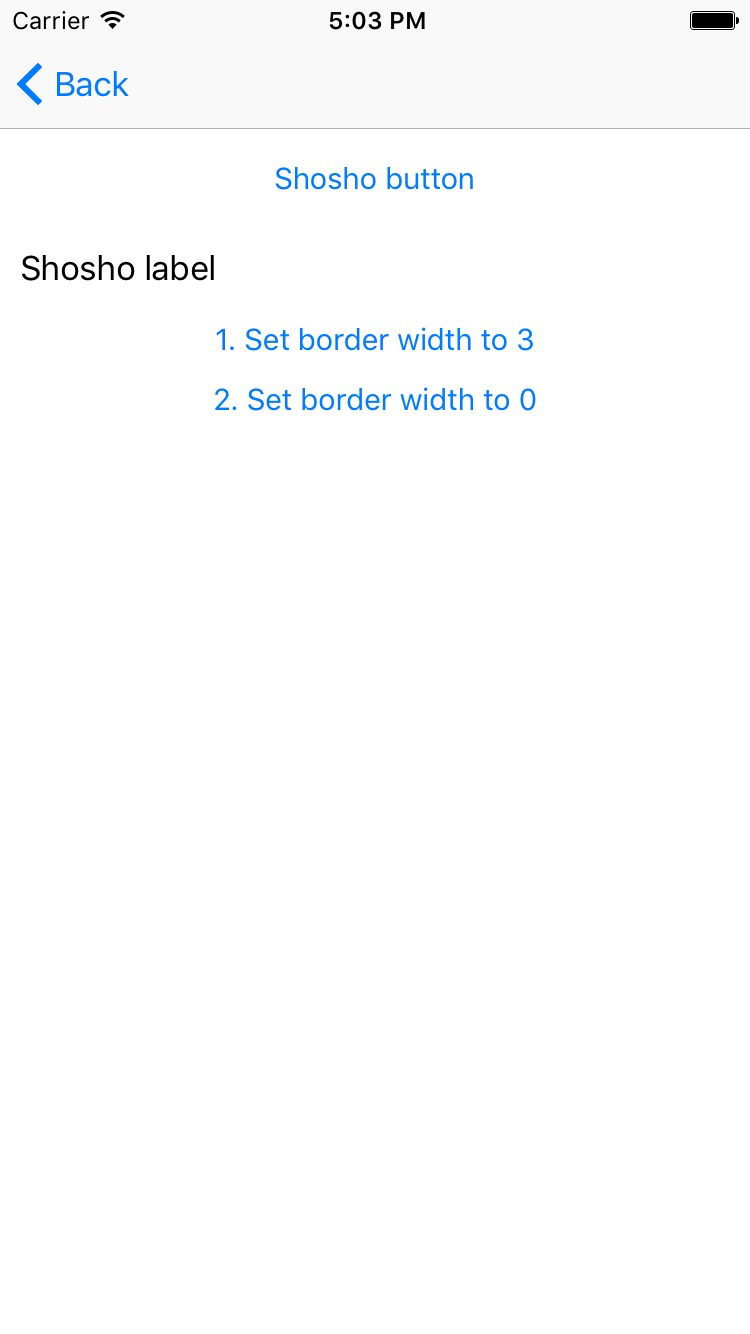 Carrier 5:03 PM
Back
Shosho button
Shosho label
1. Set border width to 3
2. Set border width to 0